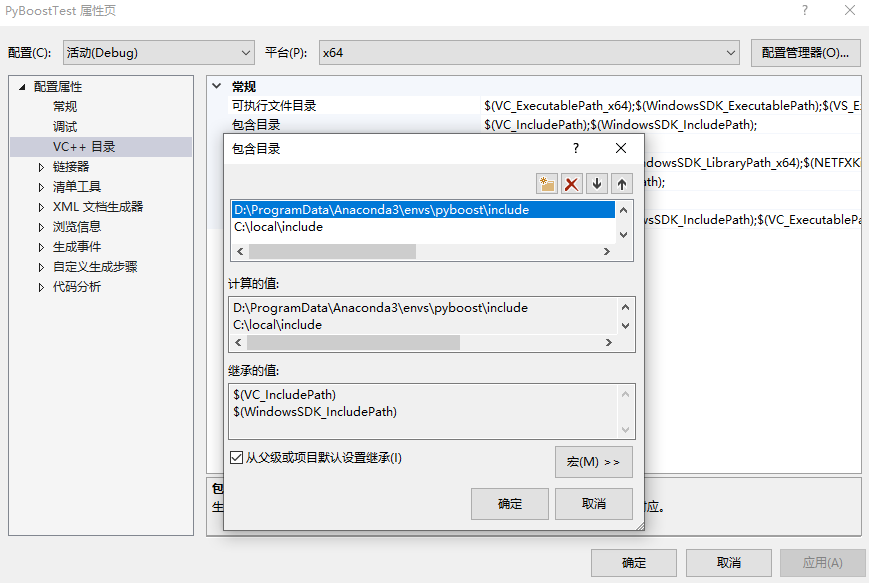 PyBoostTest 属性页
配置(C):
活动(Debug)
平台(P):
x64
配置管理器(O)...
配置属性
常规
调试
VC++ 目录
链接器
清单工具
XML 文档生成器
浏览信息
生成事件
自定义生成步骤
代码分析
常规
可执行文件目录
$(VC_ExecutablePath_x64);$(WindowsSDK_ExecutablePath);$(VS_E
包含目录
$(VC_IncludePath);$(WindowsSDK_IncludePath);
dowsSDK_LibraryPath_x64);$(NETFXK
th);
sSDK_IncludePath);$(VC_ExecutablePa
包含目录
D:\ProgramData\Anaconda3\envs\pyboost\include
C:\local\include
计算的值:
D:\ProgramData\Anaconda3\envs\pyboost\include
C:\local\include
继承的值:
$(VC_IncludePath)
$(WindowsSDK_IncludePath)
从父级或项目默认设置继承(I)
宏(M) >>
确定
取消
包
生
应。
确定
取消
应用(A)